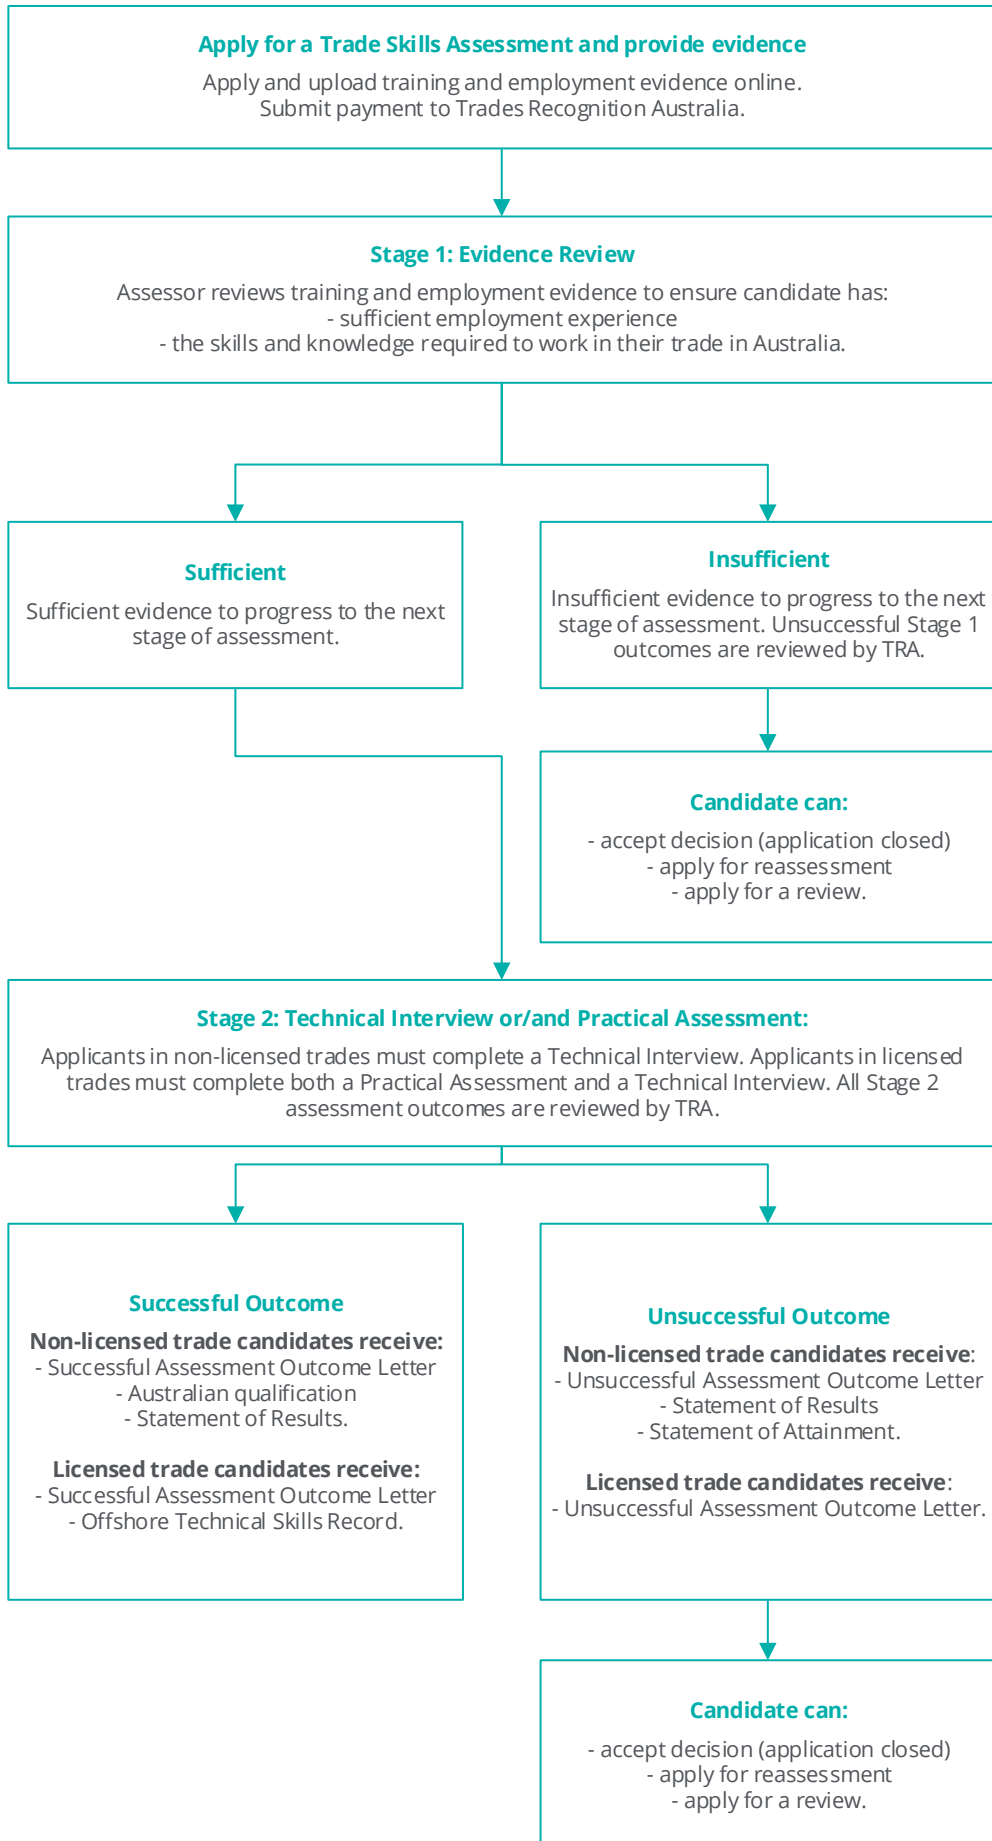 Apply for a Trade Skills Assessment and provide evidence
Apply and upload training and employment evidence online.
Submit payment to Trades Recognition Australia.
Stage 1: Evidence Review
Assessor reviews training and employment evidence to ensure candidate has:
- sufficient employment experience
- the skills and knowledge required to work in their trade in Australia.
Sufficient
Sufficient evidence to progress to the next
stage of assessment.
Insufficient
Insufficient evidence to progress to the next
stage of assessment. Unsuccessful Stage 1
outcomes are reviewed by TRA.
Candidate can:
- accept decision (application closed)
- apply for reassessment
- apply for a review.
Stage 2: Technical Interview or/and Practical Assessment:
Applicants in non-licensed trades must complete a Technical Interview. Applicants in licensed
trades must complete both a Practical Assessment and a Technical Interview. All Stage 2
assessment outcomes are reviewed by TRA.
Successful Outcome
Non-licensed trade candidates receive:
- Successful Assessment Outcome Letter
- Australian qualification
- Statement of Results.
Licensed trade candidates receive:
- Successful Assessment Outcome Letter
- Offshore Technical Skills Record.
Unsuccessful Outcome
Non-licensed trade candidates receive:
- Unsuccessful Assessment Outcome Letter
- Statement of Results
- Statement of Attainment.
Licensed trade candidates receive:
- Unsuccessful Assessment Outcome Letter.
Candidate can:
- accept decision (application closed)
- apply for reassessment
- apply for a review.